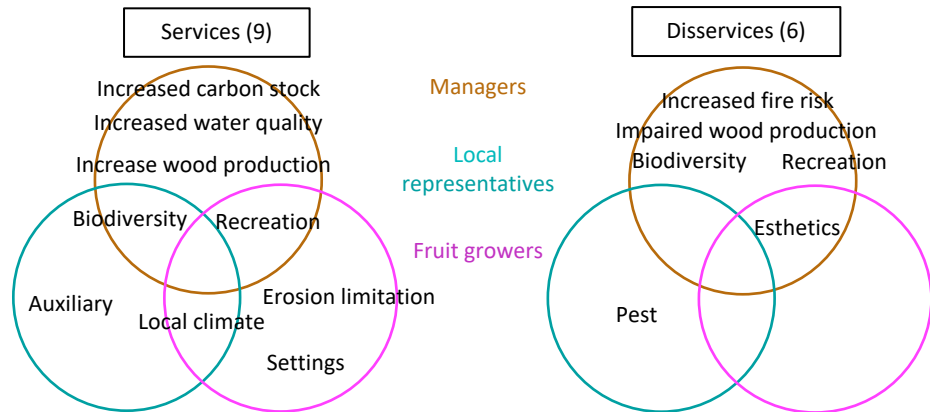 Services (9)
Disservices (6)
Increased carbon stock
Increased water quality
Increase wood production
Biodiversity
Recreation
Auxiliary
Local climate
Erosion limitation
Settings
Managers
Local
representatives
Fruit growers
Increased fire risk
Impaired wood production
Biodiversity
Recreation
Esthetics
Pest